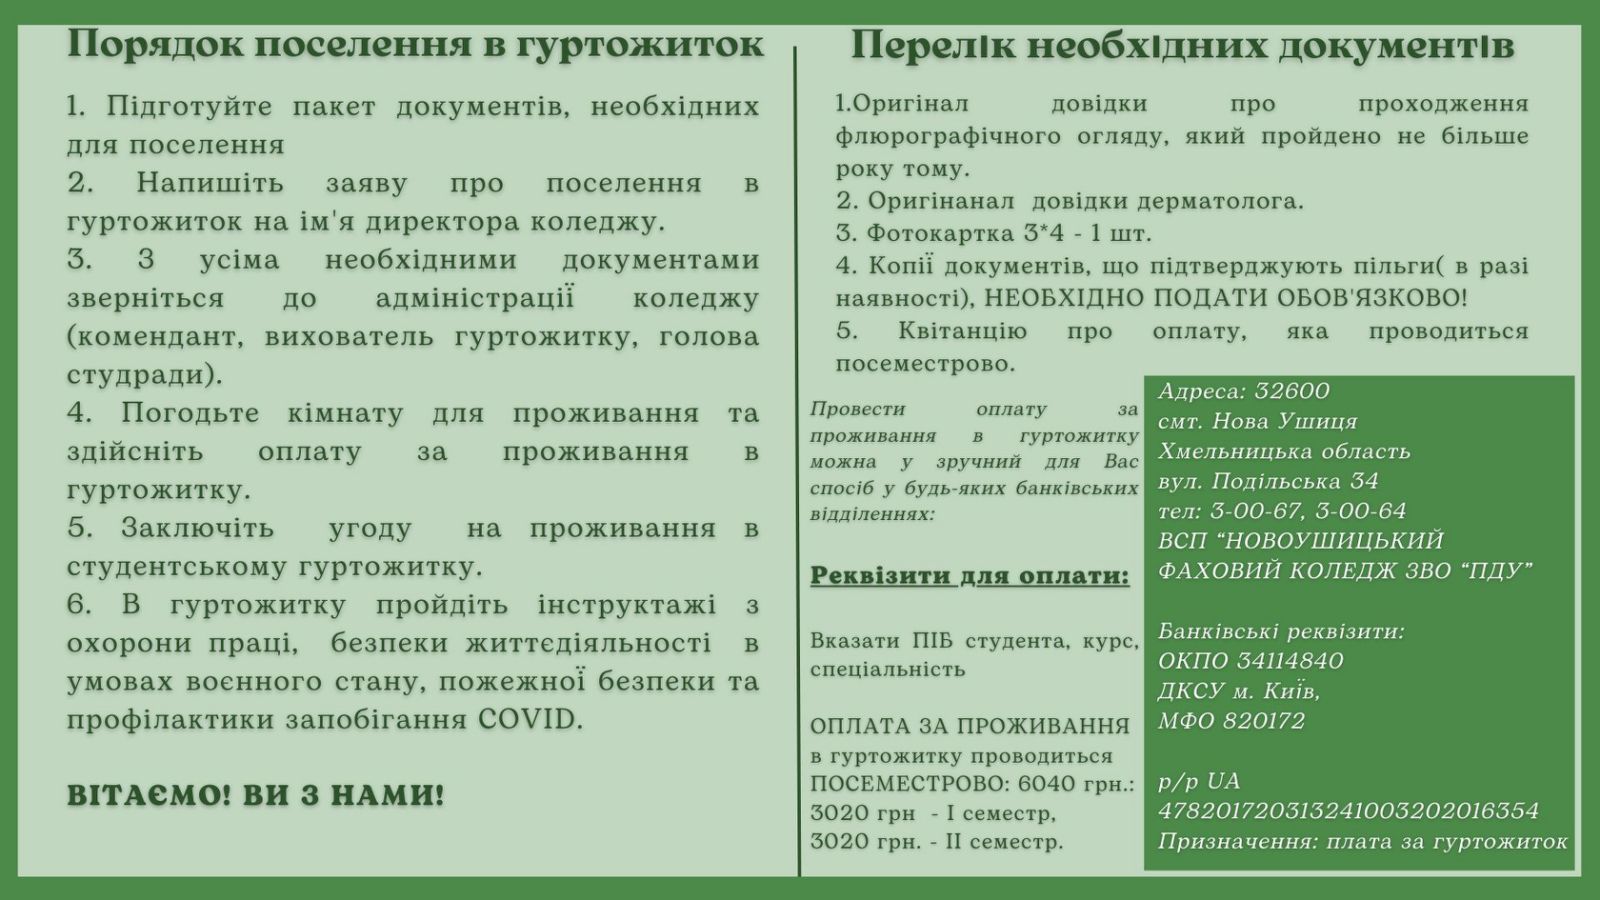 Порядок поселення в гуртожиток
1. Підготуйте пакет документів, необхідних
для поселення
2. Напишіть заяву про поселення в
гуртожиток на ім'я директора коледжу.
3. З усіма необхідними документами
зверніться до адміністрації коледжу
(комендант, вихователь гуртожитку, голова
студради).
4. Погодьте кімнату для проживання та
здійсніть оплату за проживання в
гуртожитку.
5. Заключіть угоду на проживання в
студентському гуртожитку.
6. В гуртожитку пройдіть інструктажі з
охорони праці, безпеки життєдіяльності в
умовах воєнного стану, пожежної безпеки та
профілактики запобігання COVID.
ВІТАЄМО! ВИ З НАМИ!
Перелік необхідних документів
1.Оригінал довідки про проходження
флюрографічного огляду, який пройдено не більше
року тому.
2. Оригінанал довідки дерматолога.
3. Фотокартка 3*4 - 1 шт.
4. Копії документів, що підтверджують пільги( в разі
наявності), НЕОБХІДНО ПОДАТИ ОБОВ'ЯЗКОВО!
5. Квітанцію про оплату, яка проводиться
посеместрово.
Провести оплату за
проживання в гуртожитку
можна у зручний для Вас
спосіб у будь-яких банківських
відділеннях:
Реквізити для оплати:
Вказати ПІБ студента, курс,
спеціальність
ОПЛАТА ЗА ПРОЖИВАННЯ
в гуртожитку проводиться
ПОСЕМЕСТРОВО: 6040 грн.:
3020 грн - І семестр,
3020 грн. - ІІ семестр.
Адреса: 32600
смт. Нова Ушиця
Хмельницька область
вул. Подільська 34
тел: 3-00-67, 3-00-64
ВСП “НОВОУШИЦЬКИЙ
ФАХОВИЙ КОЛЕДЖ ЗВО “ПДУ”
Банківські реквізити:
ОКПО 34114840
ДКСУ м. Київ,
МФО 820172
р/р UA
478201720313241003202016354
Призначення: плата за гуртожиток